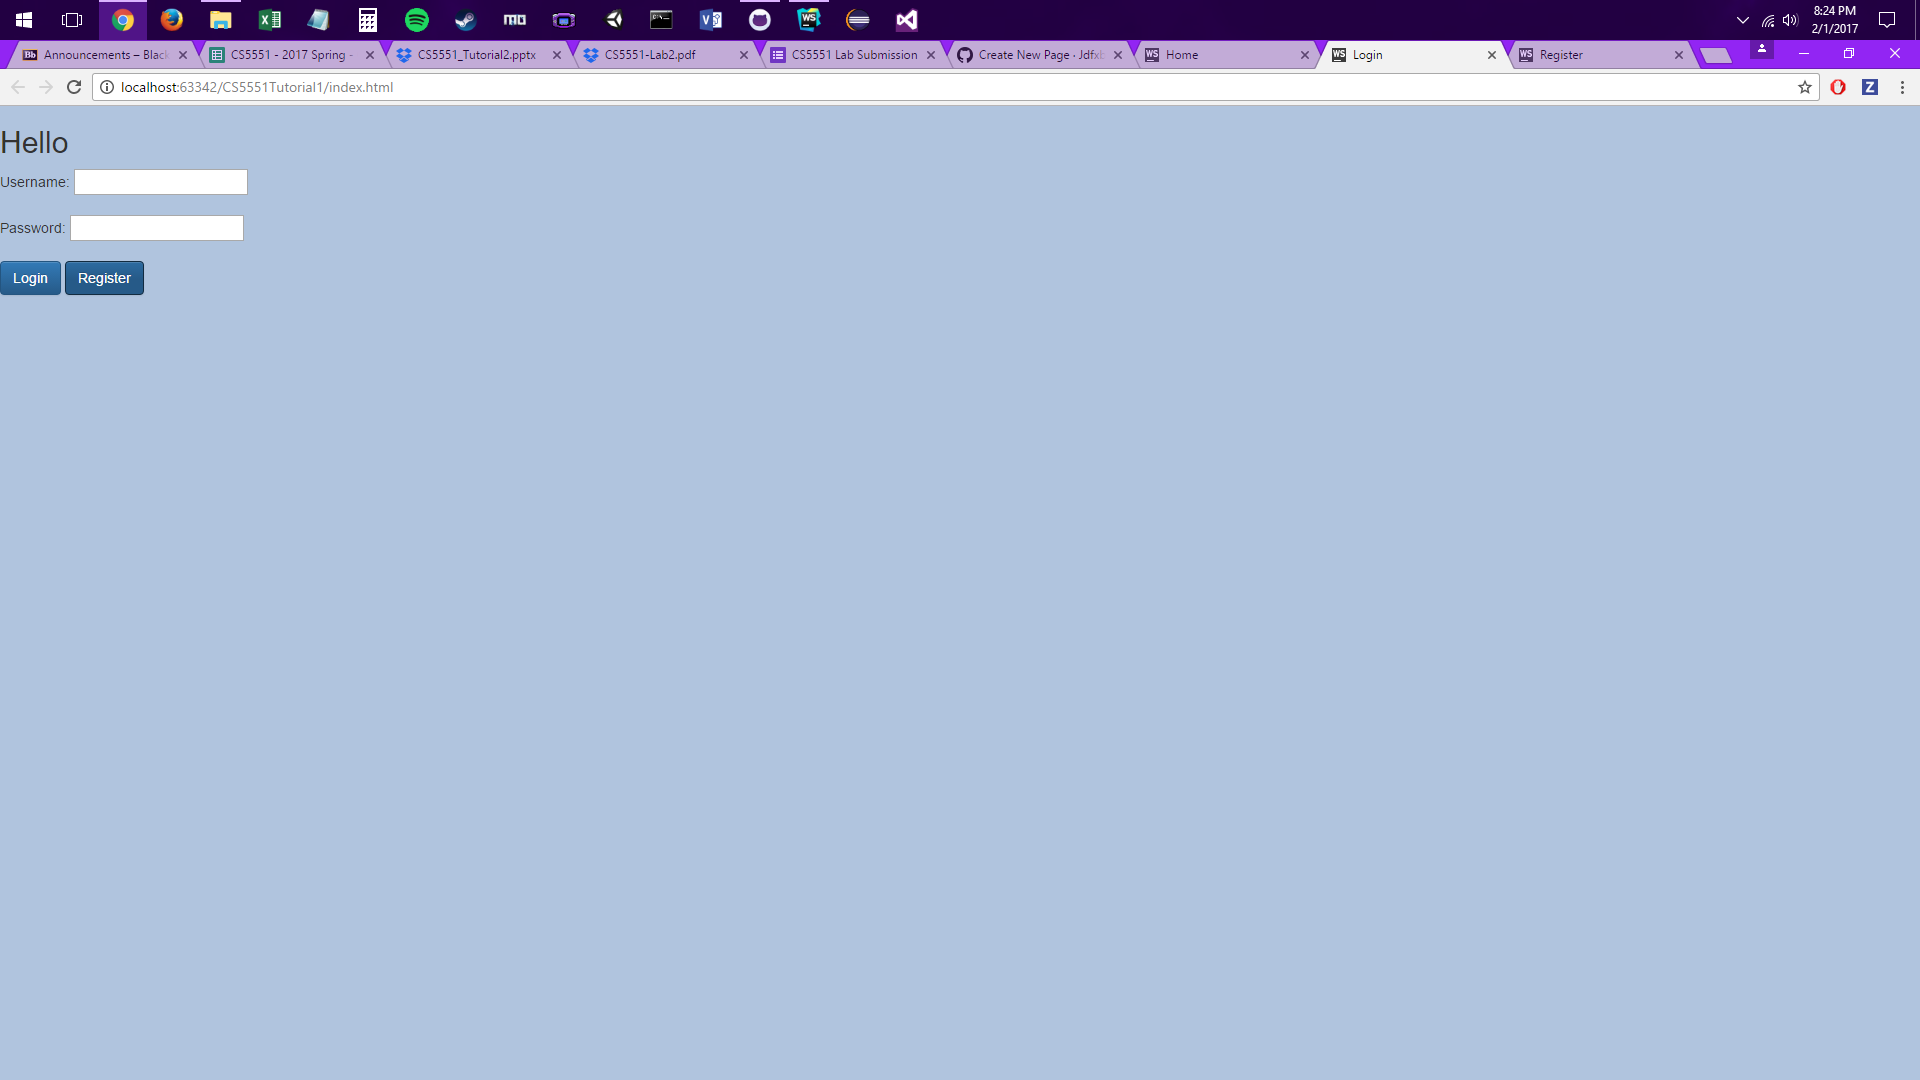 8:24 PM
2/1/2017
Announcements – Black
CS5551 - 2017 Spring -
CS5551_Tutorial2.pptx
CS5551-Lab2.pdf
CS5551 Lab Submission
Create New Page · Jdfxb
Home
Login
Register
localhost:63342/CS5551Tutorial1/index.html
Hello
Username:
Password:
Login Register